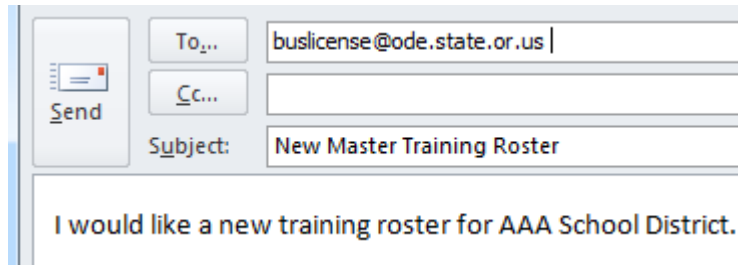 To... buslicense@ode.state.or.us
Cc...
Send
Subject: New Master Training Roster
I would like a new training roster for AAA School District.